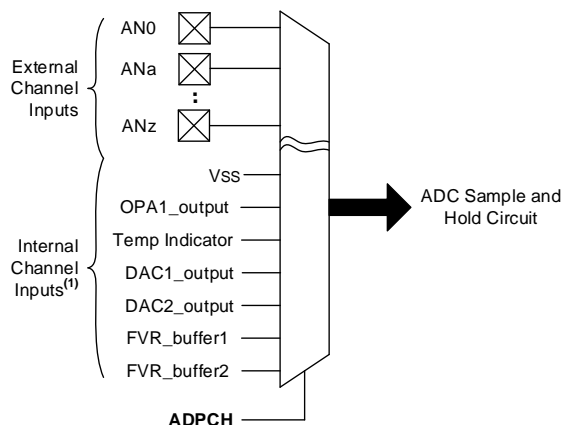 AN0
External
Channel
Inputs
ANa
:
ANz
VSS
OPA1_output
Temp Indicator
Internal
Channel
Inputs(1)
DAC1_output
DAC2_output
FVR_buffer1
FVR_buffer2
ADPCH
ADC Sample and
Hold Circuit